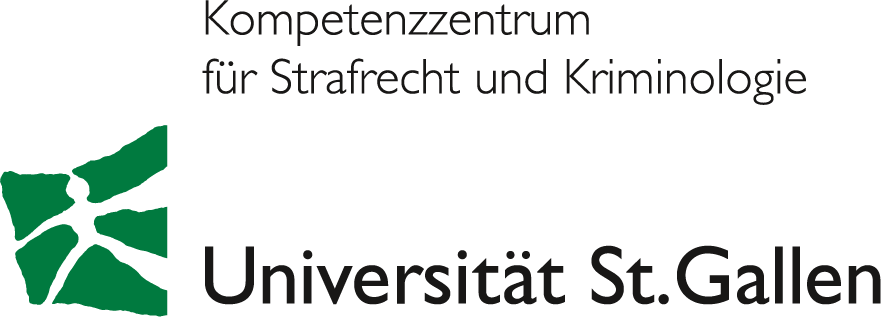 Kompetenzzentrum
für Strafrecht und Kriminologie
Universität St.Gallen